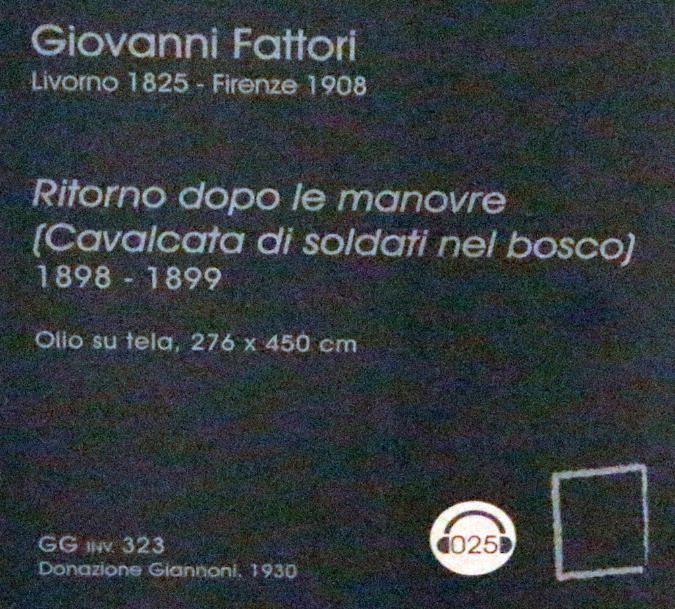 Giovanni Fattori
Livorno 1825 - Firenze 1908
Ritorno dopo le manovre
(Cavalcata di soldati nel bosco)
1898 - 1899
Olio su tela, 276 x 450 cm
025
GG INV. 323
Donazione Giannoni, 1930